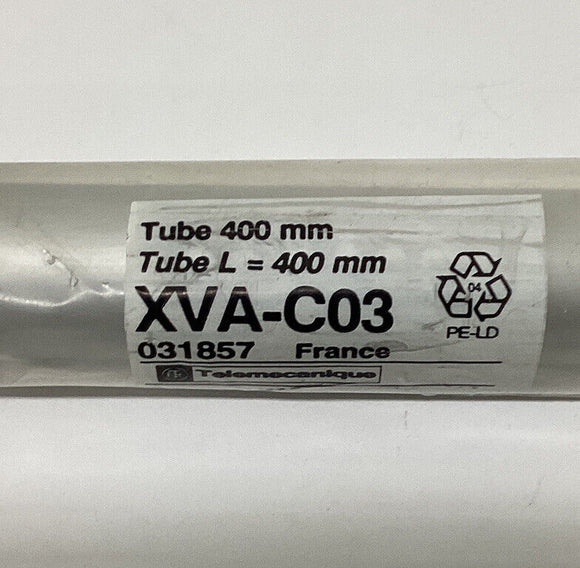 Tube 400 mm
Tube L = 400 mm
XVA-C03
031857 France
Telemecanique
04
PE-LD